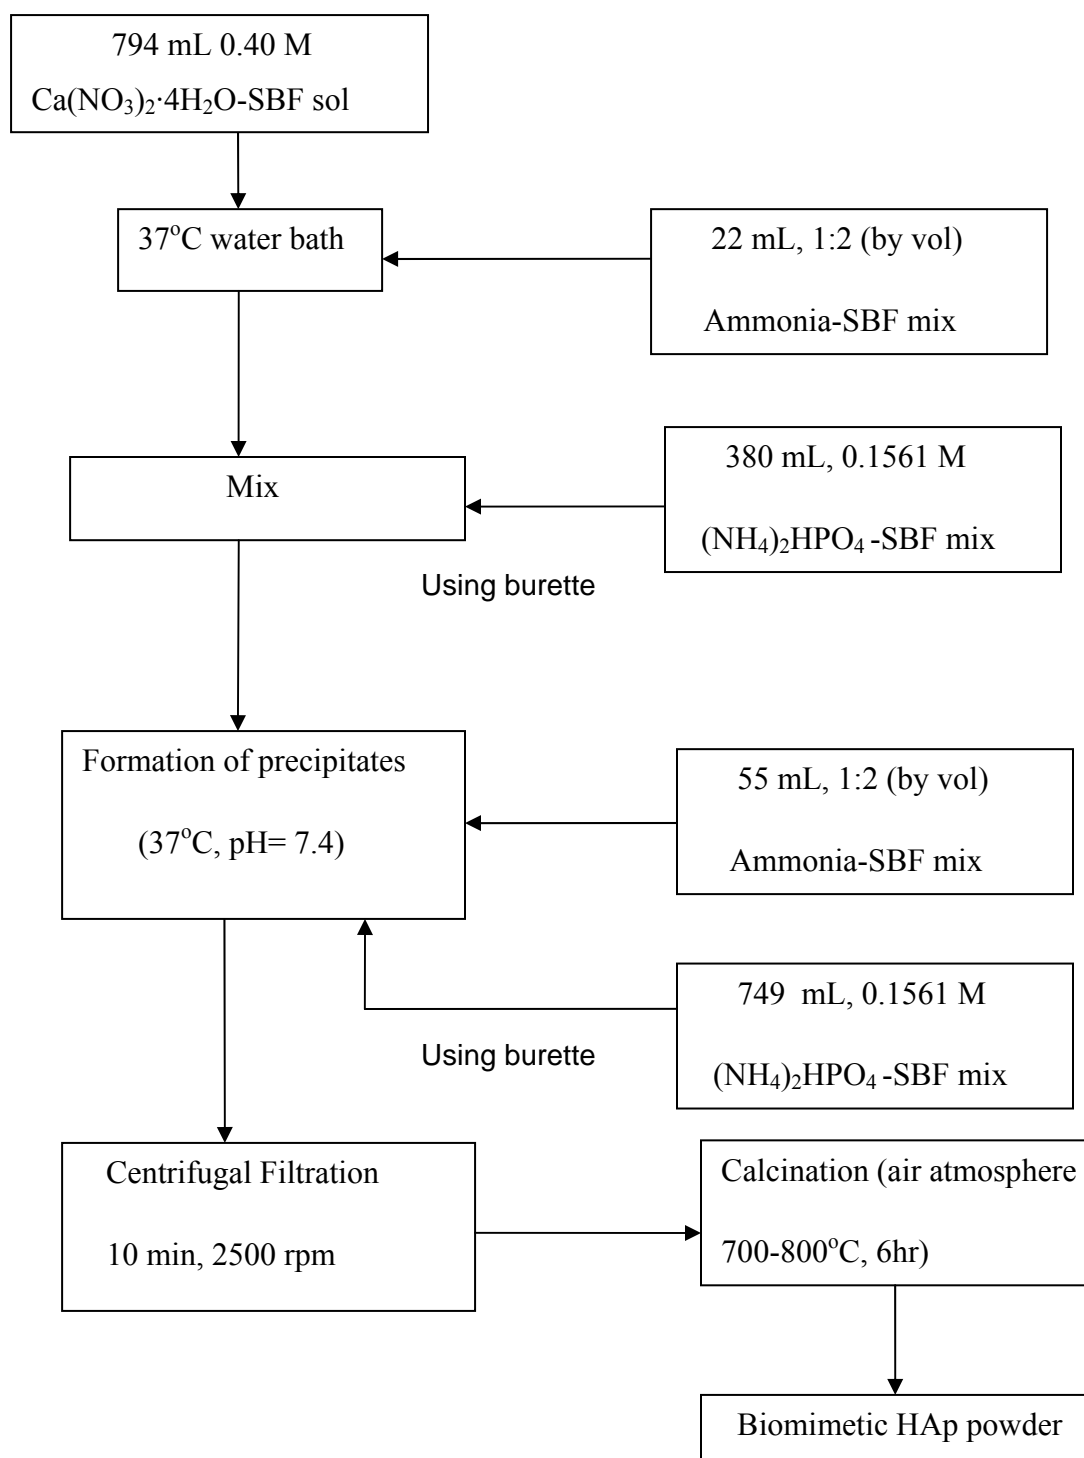 794 mL 0.40 M
Ca(NO₃)₂·4H₂O-SBF sol
37°C water bath
22 mL, 1:2 (by vol)
Ammonia-SBF mix
Mix
380 mL, 0.1561 M
(NH₄)₂HPO₄ -SBF mix
Using burette
Formation of precipitates
(37°C, pH= 7.4)
55 mL, 1:2 (by vol)
Ammonia-SBF mix
749 mL, 0.1561 M
(NH₄)₂HPO₄ -SBF mix
Using burette
Centrifugal Filtration
10 min, 2500 rpm
Calcination (air atmosphere
700-800°C, 6hr)
Biomimetic HAp powder